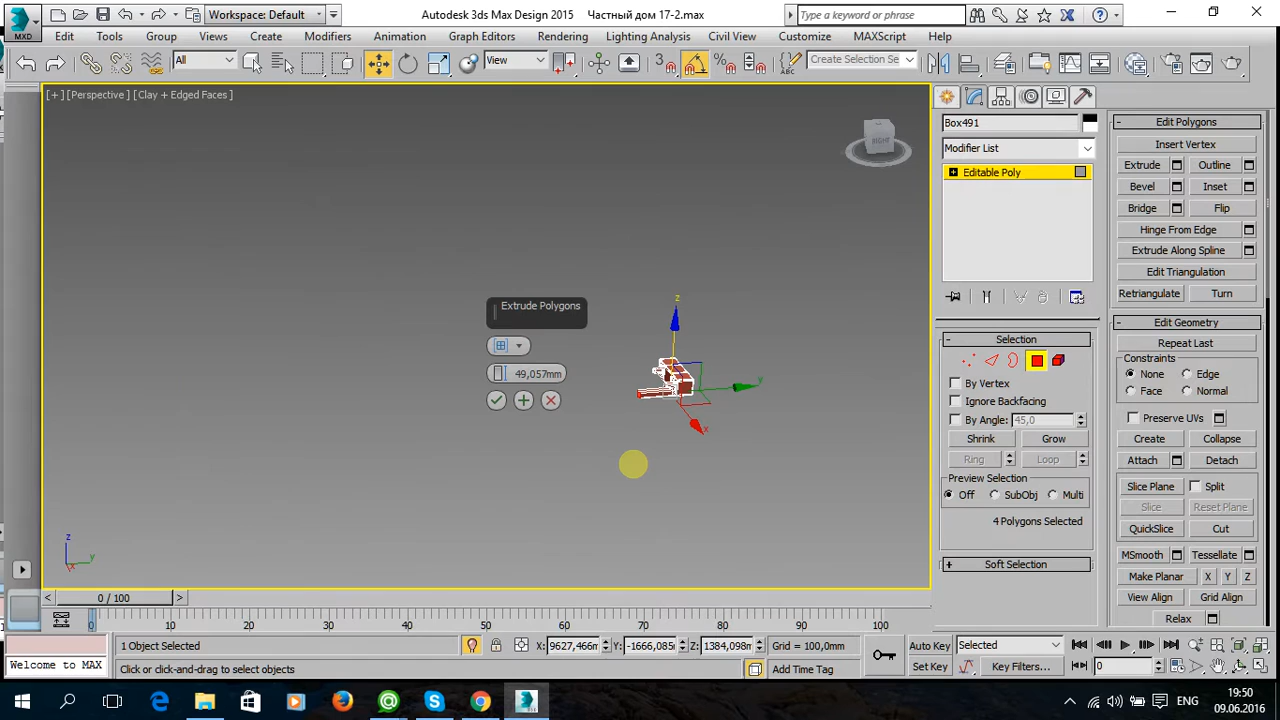 MXD
Workspace: Default
Autodesk 3ds Max Design 2015
Частный дом 17-2.max
Type a keyword or phrase
Edit
Tools
Group
Views
Create
Modifiers
Animation
Graph Editors
Rendering
Lighting Analysis
Civil View
Customize
MAXScript
Help
All
View
3
%
Create Selection Se
[+] [Perspective] [Clay + Edged Faces]
RIGHT
Extrude Polygons
49,057mm
z
y
x
z
y
x
Box491
Modifier List
Editable Poly
Selection
By Vertex
Ignore Backfacing
By Angle:
45,0
Shrink
Grow
Ring
Loop
Preview Selection
Off
SubObj
Multi
4 Polygons Selected
Soft Selection
Edit Polygons
Insert Vertex
Extrude
Outline
Bevel
Inset
Bridge
Flip
Hinge From Edge
Extrude Along Spline
Edit Triangulation
Retriangulate
Turn
Edit Geometry
Repeat Last
Constraints
None
Edge
Face
Normal
Preserve UVs
Create
Collapse
Attach
Detach
Slice Plane
Split
Slice
Reset Plane
QuickSlice
Cut
MSmooth
Tessellate
Make Planar
X
Y
Z
View Align
Grid Align
Relax
0 / 100
0
10
20
30
40
50
60
70
80
90
100
1 Object Selected
X: 9627,466m
Y: -1666,085
Z: 1384,098m
Grid = 100,0mm
Auto Key
Selected
Welcome to MAX
Click or click-and-drag to select objects
Add Time Tag
Set Key
Key Filters...
0
ENG
19:50
09.06.2016